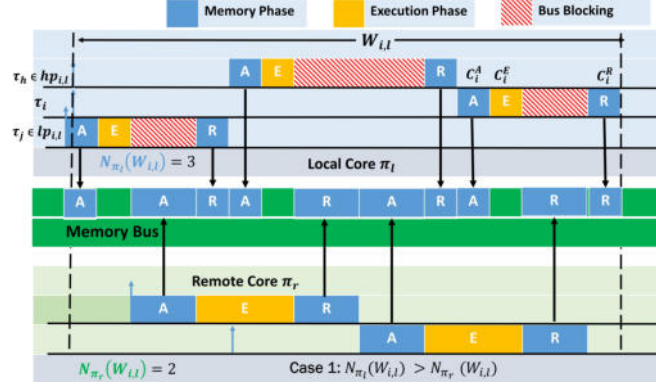 Memory Phase Execution Phase Bus Blocking
W_{i,l}
τ_h ∈ hp_{i,l} A E R C_i^A C_i^E C_i^R
τ_i A E R
τ_j ∈ lp_{i,l} A E R
N_{π_l}(W_{i,l}) = 3 Local Core π_l
A A R A R A R A R R
Memory Bus
Remote Core π_r
A E R
A E R
N_{π_r}(W_{i,l}) = 2 Case 1: N_{π_l}(W_{i,l}) > N_{π_r} (W_{i,l})